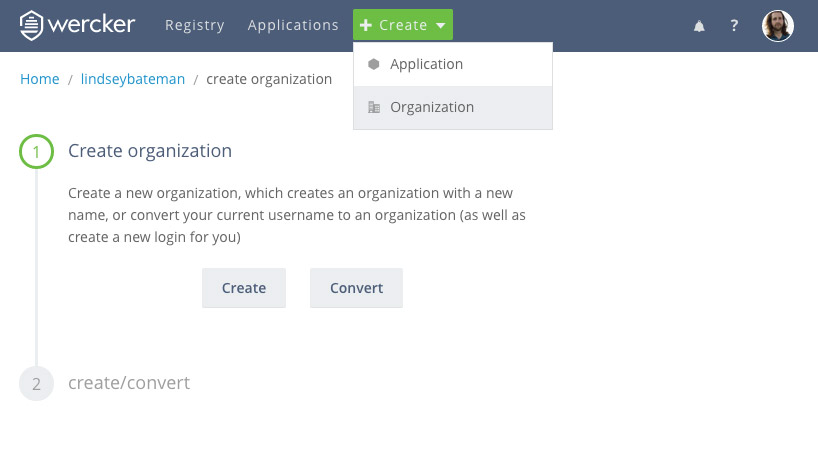 wercker Registry Applications + Create ?
Application
Organization
Home / lindseybateman / create organization
1 Create organization
Create a new organization, which creates an organization with a new
name, or convert your current username to an organization (as well as
create a new login for you)
Create Convert
2 create/convert